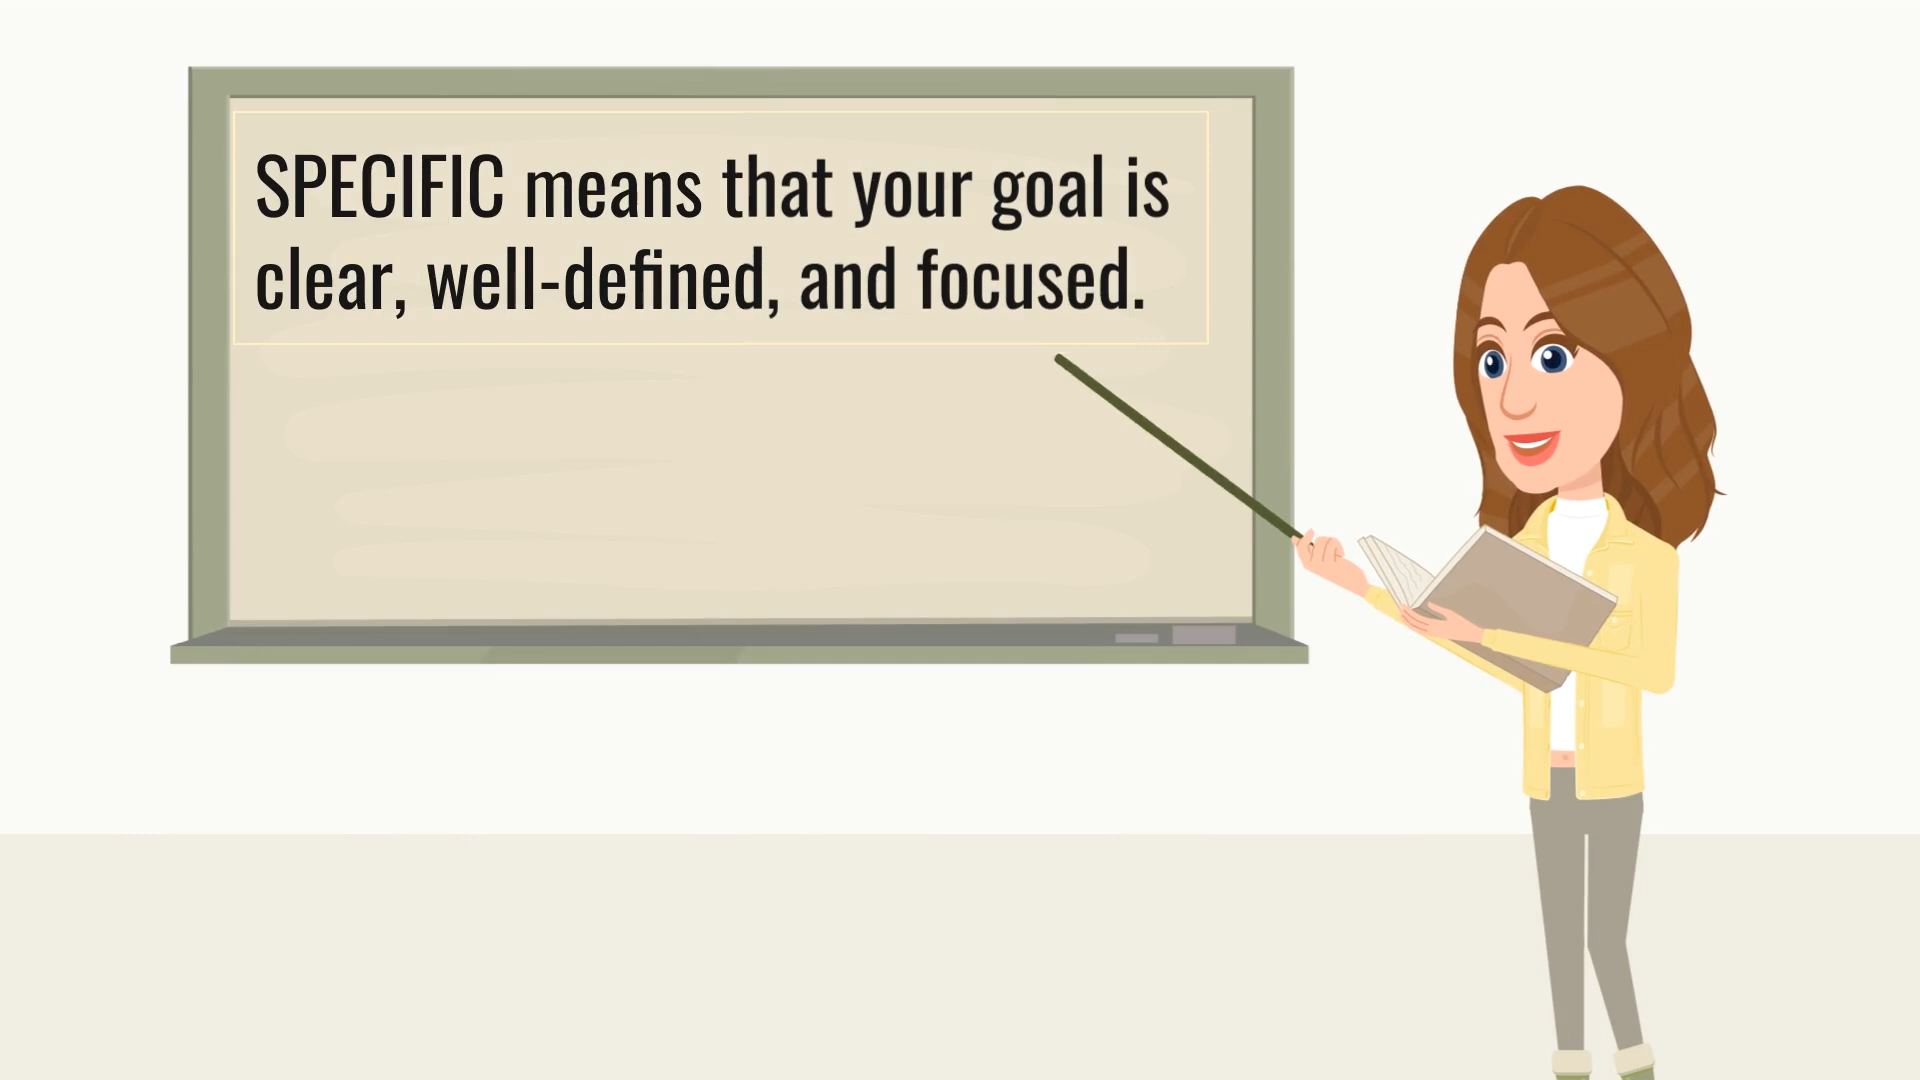 SPECIFIC means that your goal is
clear, well-defined, and focused.